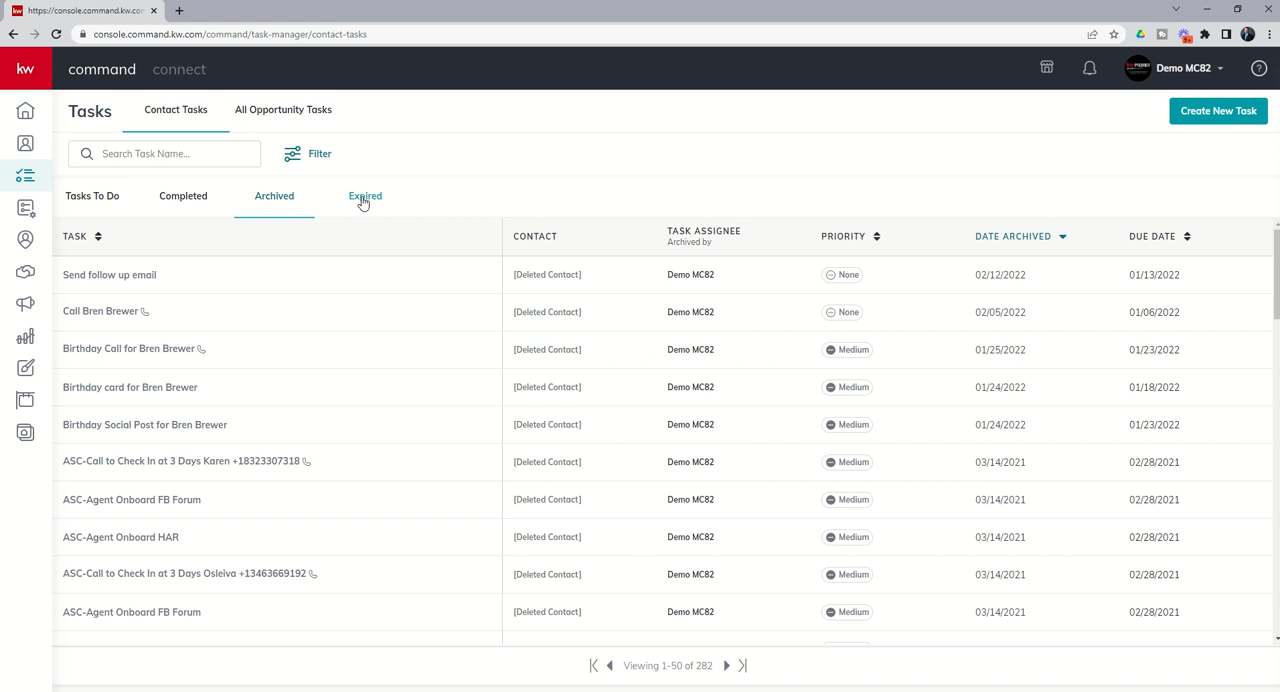 kw https://console.command.kw.co
console.command.kw.com/command/task-manager/contact-tasks
kw command connect Demo MC82
Tasks Contact Tasks All Opportunity Tasks Create New Task
Search Task Name... Filter
Tasks To Do Completed Archived Expired
TASK CONTACT TASK ASSIGNEE PRIORITY DATE ARCHIVED DUE DATE
Archived by
Send follow up email [Deleted Contact] Demo MC82 None 02/12/2022 01/13/2022
Call Bren Brewer [Deleted Contact] Demo MC82 None 02/05/2022 01/06/2022
Birthday Call for Bren Brewer [Deleted Contact] Demo MC82 Medium 01/25/2022 01/23/2022
Birthday card for Bren Brewer [Deleted Contact] Demo MC82 Medium 01/24/2022 01/18/2022
Birthday Social Post for Bren Brewer [Deleted Contact] Demo MC82 Medium 01/24/2022 01/23/2022
ASC-Call to Check In at 3 Days Karen +18323307318 [Deleted Contact] Demo MC82 Medium 03/14/2021 02/28/2021
ASC-Agent Onboard FB Forum [Deleted Contact] Demo MC82 Medium 03/14/2021 02/28/2021
ASC-Agent Onboard HAR [Deleted Contact] Demo MC82 Medium 03/14/2021 02/28/2021
ASC-Call to Check In at 3 Days Osleiva +13463669192 [Deleted Contact] Demo MC82 Medium 03/14/2021 02/28/2021
ASC-Agent Onboard FB Forum [Deleted Contact] Demo MC82 Medium 03/14/2021 02/28/2021
Viewing 1-50 of 282